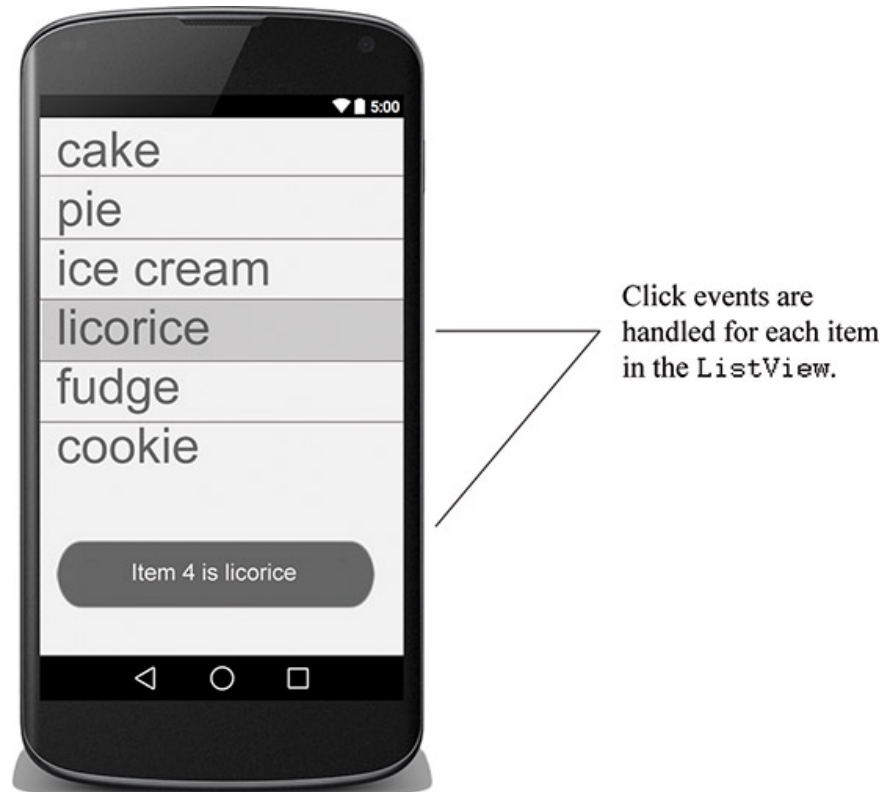 5:00
cake
pie
ice cream
licorice
fudge
cookie
Item 4 is licorice
Click events are
handled for each item
in the ListView.